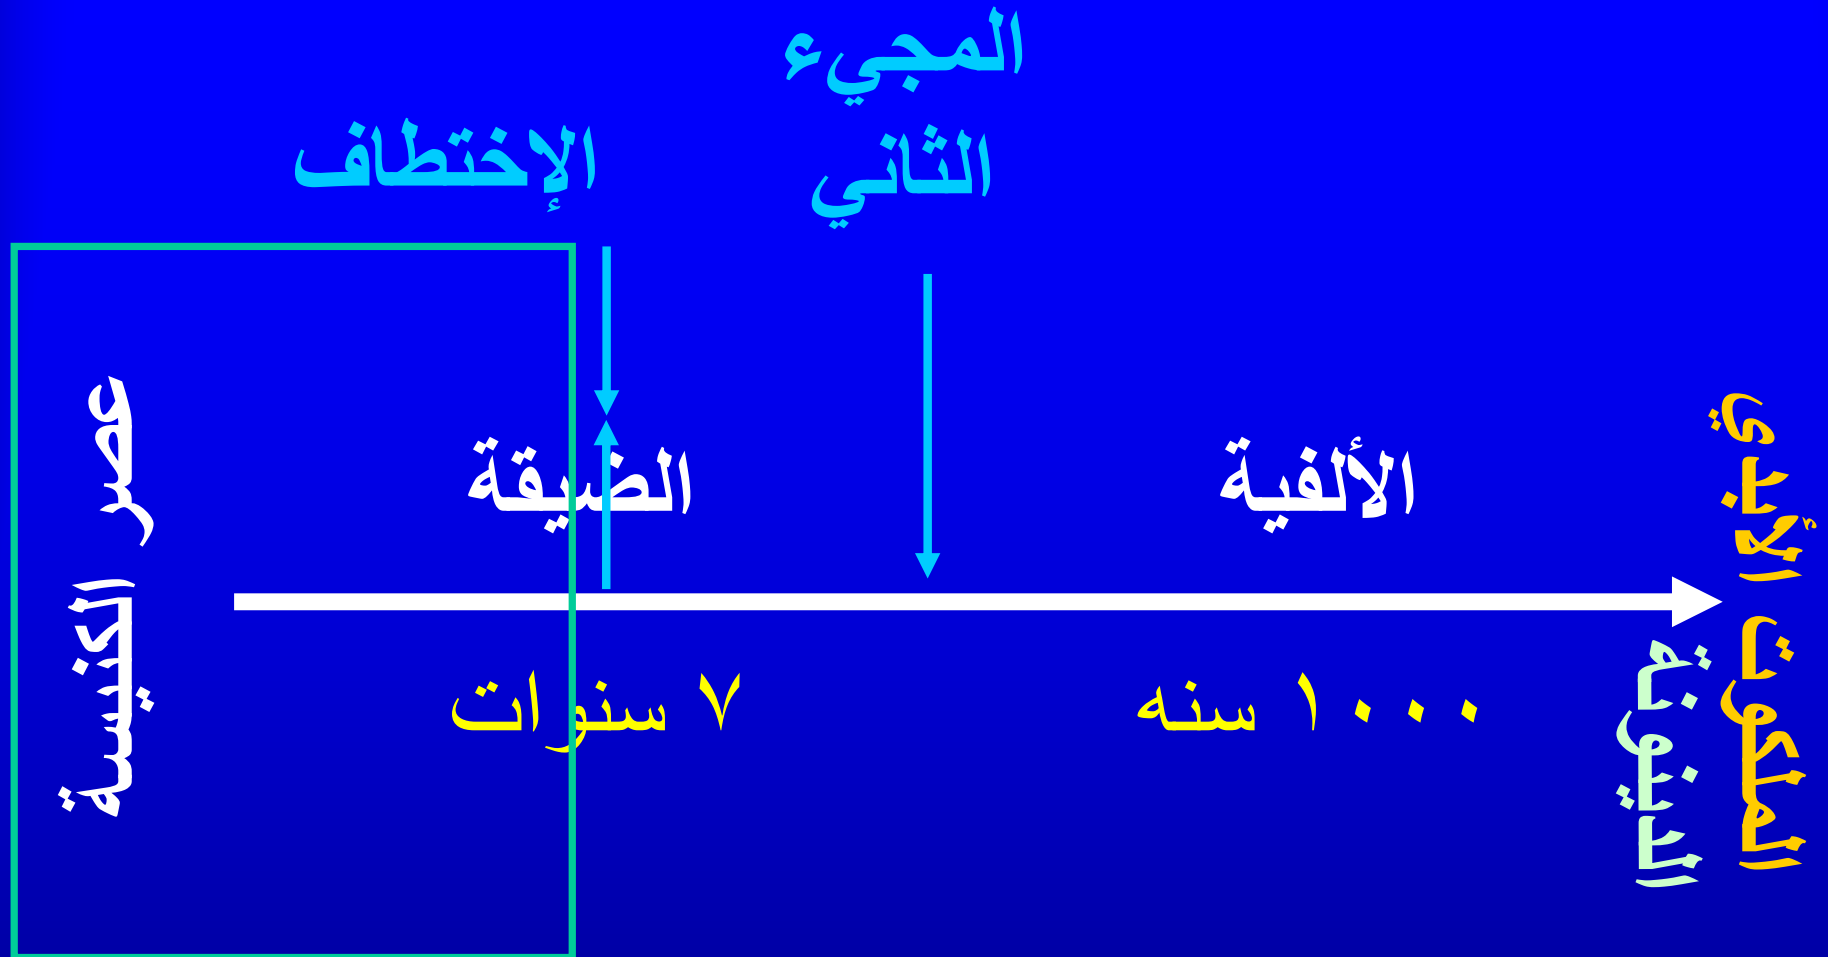 المجيء
الثاني
الإختطاف
عصر الكنيسة
الضيقة
الألفية
٧ سنوات
١٠٠٠ سنه
الدينونة
الملكوت الأبدي